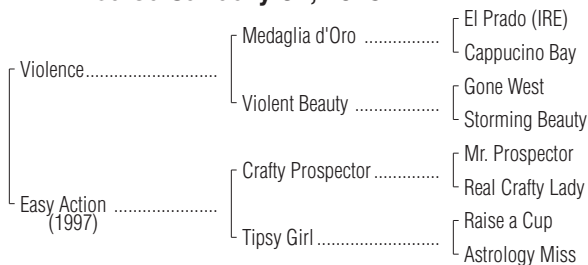 El Prado (IRE)
Medaglia d'Oro ..................
Cappucino Bay
Violence...............................
Gone West
Violent Beauty ....................
Storming Beauty
Mr. Prospector
Crafty Prospector ...............
Real Crafty Lady
Easy Action ........................
(1997)
Raise a Cup
Tipsy Girl .............................
Astrology Miss